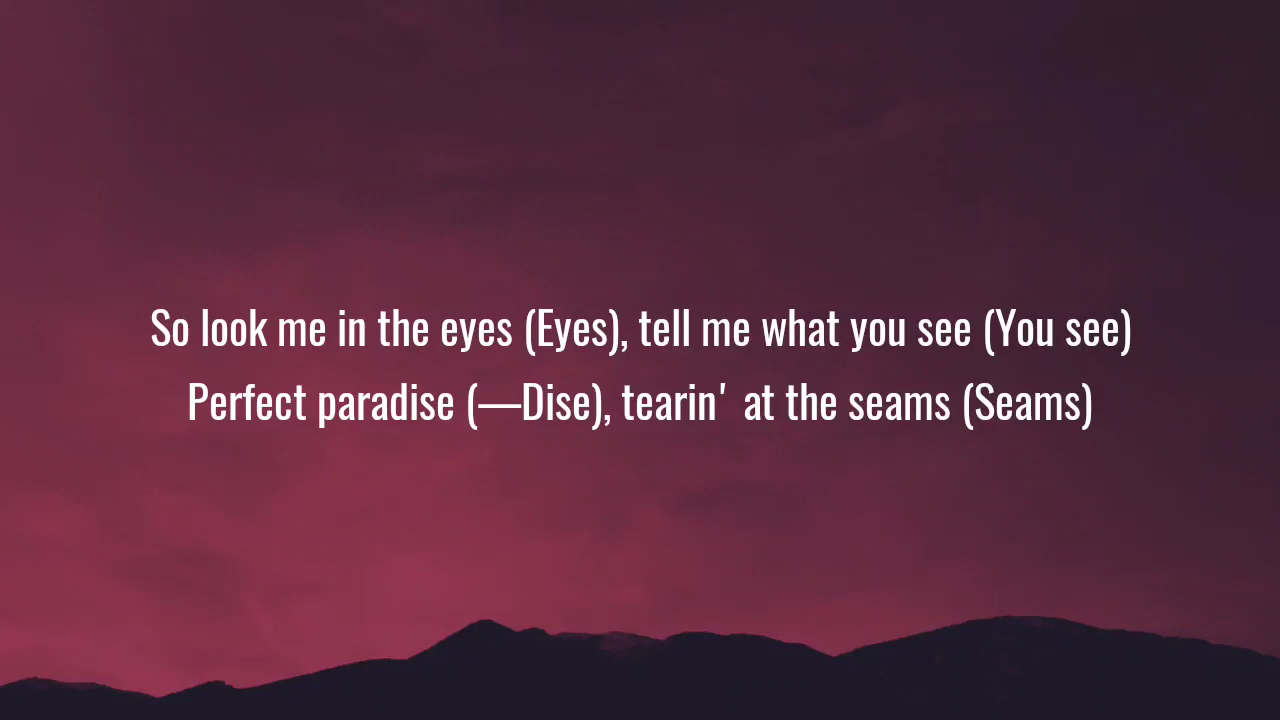 So look me in the eyes (Eyes), tell me what you see (You see)
Perfect paradise (—Dise), tearin' at the seams (Seams)